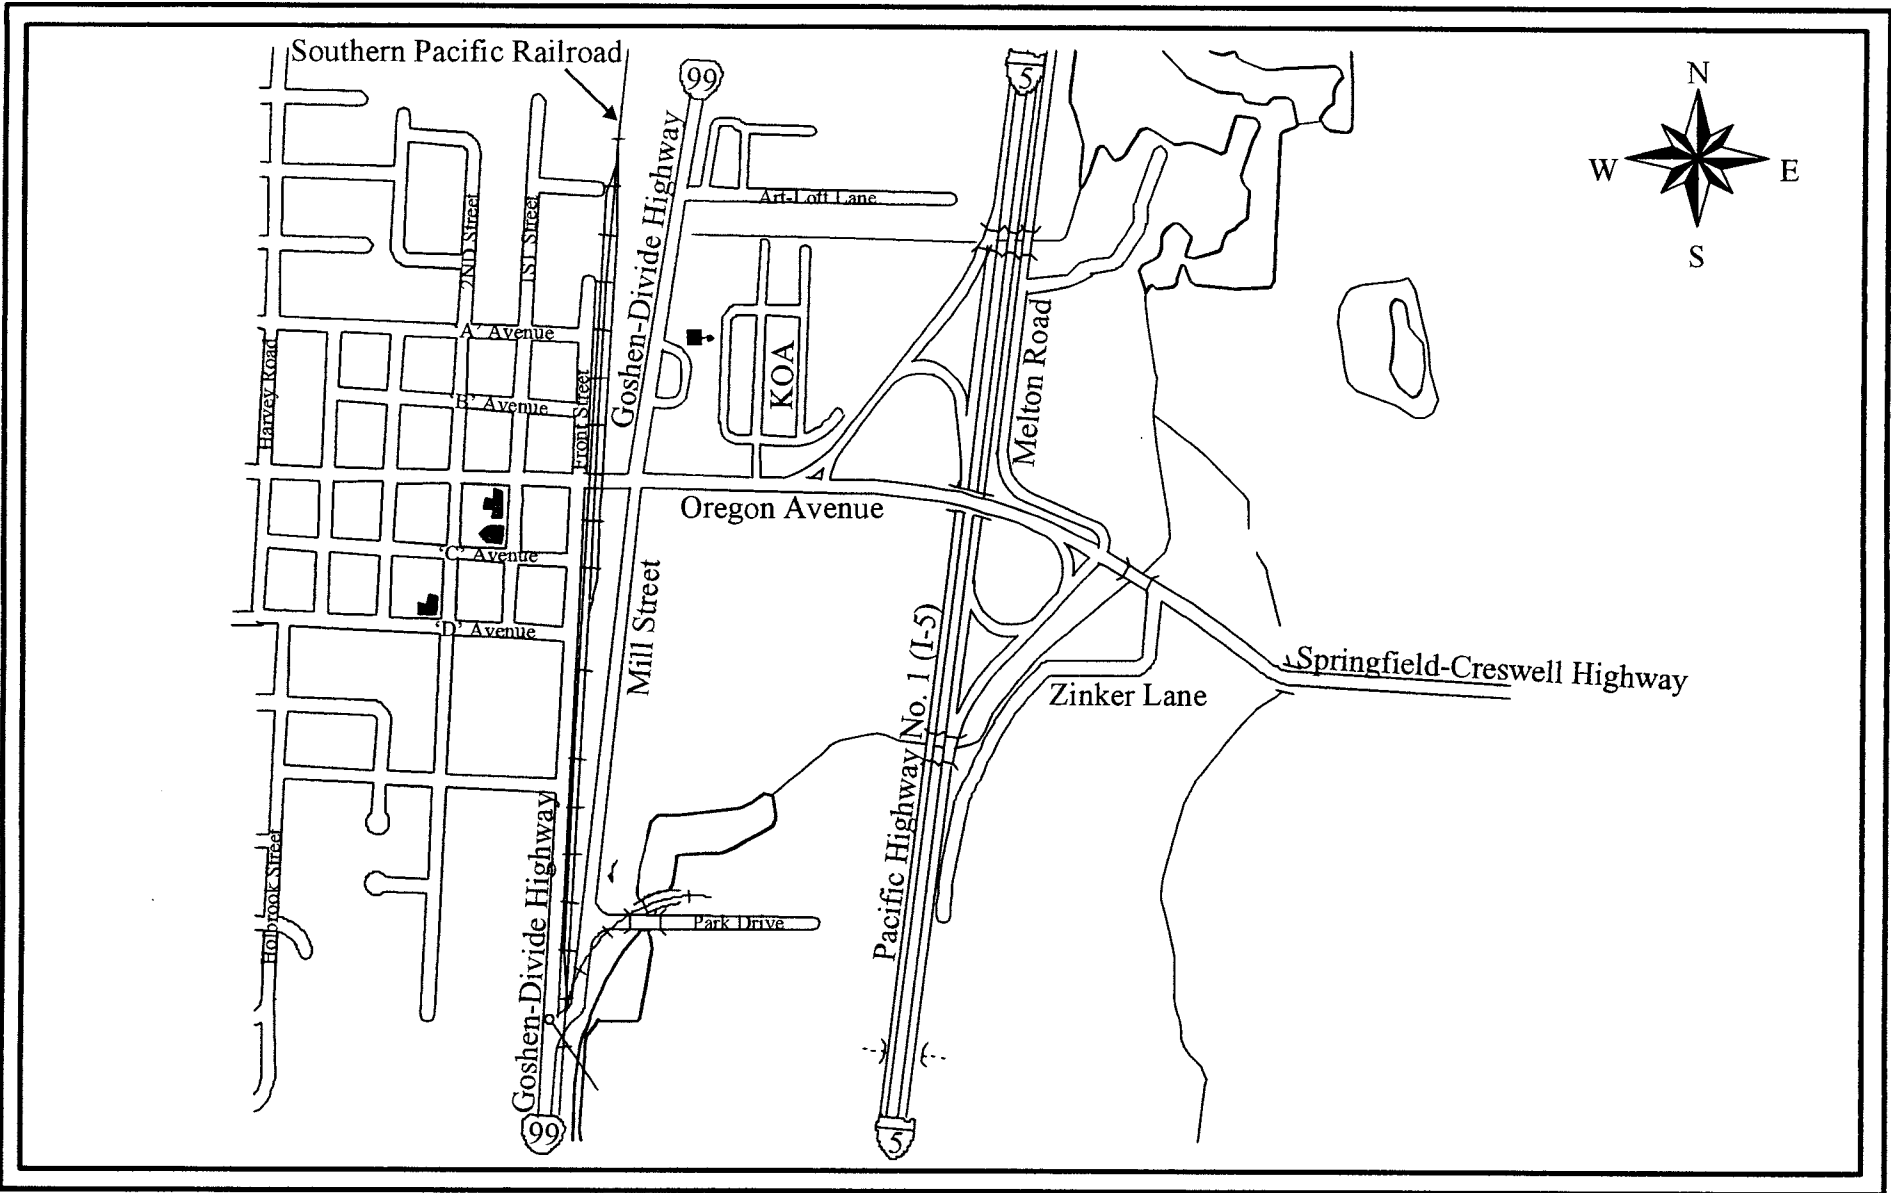 Southern Pacific Railroad
99
5
N
W
E
S
Goshen-Divide Highway
Art-Loft Lane
2ND Street
1ST Street
A' Avenue
Harvey Road
Front Street
'B' Avenue
KOA
Melton Road
Oregon Avenue
'C' Avenue
Mill Street
'D' Avenue
Pacific Highway No. 1 (I-5)
Springfield-Creswell Highway
Zinker Lane
Holbrook Street
Goshen-Divide Highway
Park Drive
99
5